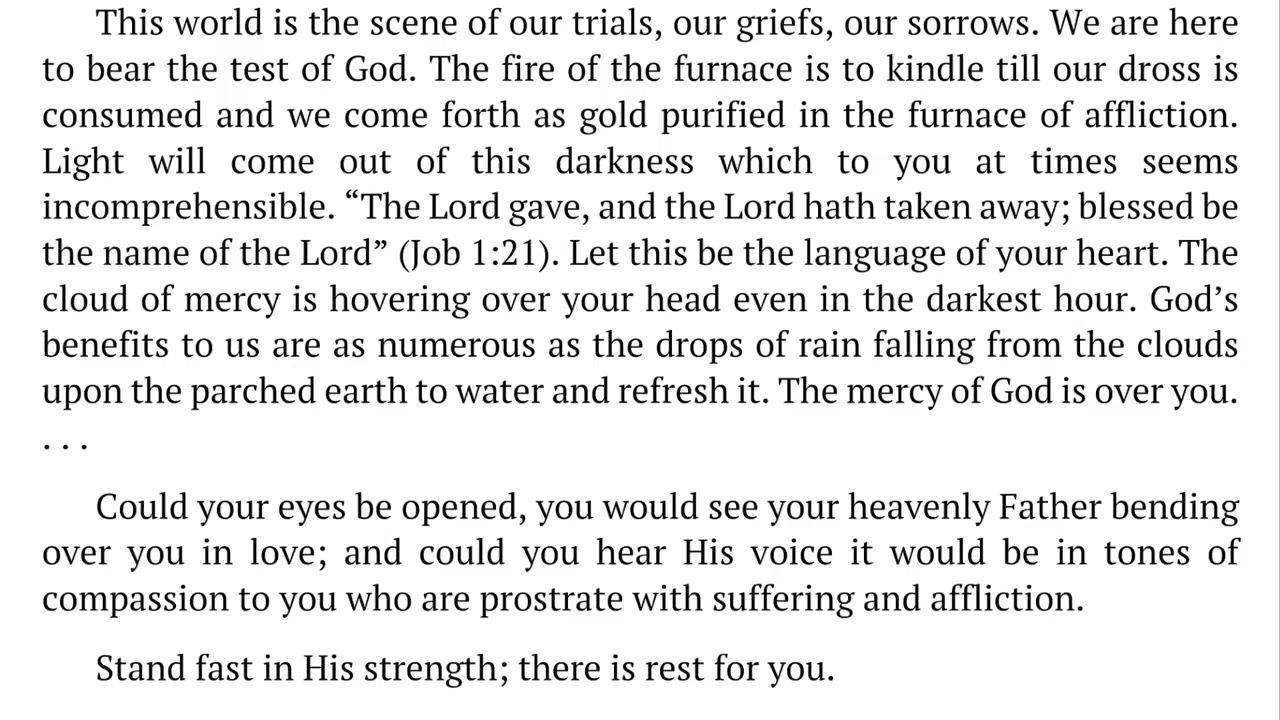 This world is the scene of our trials, our griefs, our sorrows. We are here
to bear the test of God. The fire of the furnace is to kindle till our dross is
consumed and we come forth as gold purified in the furnace of affliction.
Light will come out of this darkness which to you at times seems
incomprehensible. “The Lord gave, and the Lord hath taken away; blessed be
the name of the Lord” (Job 1:21). Let this be the language of your heart. The
cloud of mercy is hovering over your head even in the darkest hour. God’s
benefits to us are as numerous as the drops of rain falling from the clouds
upon the parched earth to water and refresh it. The mercy of God is over you.
. . .
Could your eyes be opened, you would see your heavenly Father bending
over you in love; and could you hear His voice it would be in tones of
compassion to you who are prostrate with suffering and affliction.
Stand fast in His strength; there is rest for you.